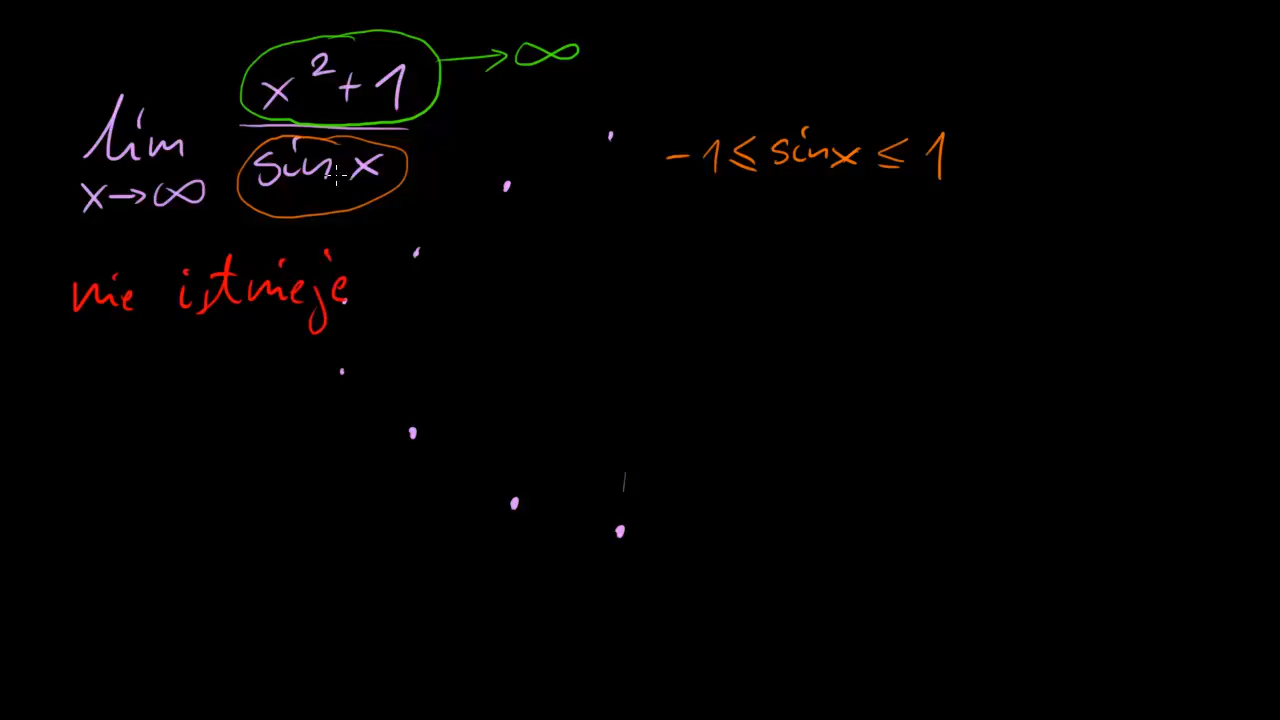 lim x→∞ x²+1 / sin x → ∞
-1 ≤ sin x ≤ 1
nie istnieje